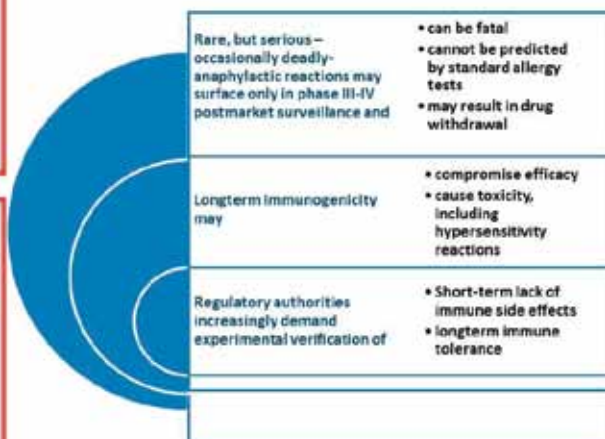 Rare, but serious –
occasionally deadly-
anaphylactic reactions may
surface only in phase III-IV
postmarket surveillance and
• can be fatal
• cannot be predicted
by standard allergy
tests
• may result in drug
withdrawal
Longterm immunogenicity
may
• compromise efficacy
• cause toxicity,
including
hypersensitivity
reactions
Regulatory authorities
increasingly demand
experimental verification of
• Short-term lack of
immune side effects
• longterm immune
tolerance